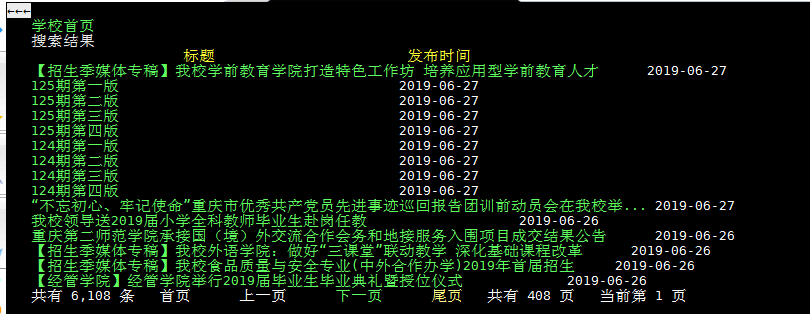 ←←←
学校首页
搜索结果
标题 发布时间
【招生季媒体专稿】我校学前教育学院打造特色工作坊 培养应用型学前教育人才 2019-06-27
125期第一版 2019-06-27
125期第二版 2019-06-27
125期第三版 2019-06-27
125期第四版 2019-06-27
124期第一版 2019-06-27
124期第二版 2019-06-27
124期第三版 2019-06-27
124期第四版 2019-06-27
“不忘初心、牢记使命”重庆市优秀共产党员先进事迹巡回报告团训前动员会在我校举... 2019-06-27
我校领导送2019届小学全科教师毕业生赴岗任教 2019-06-26
重庆第二师范学院承接国（境）外交流合作会务和地接服务入围项目成交结果公告 2019-06-26
【招生季媒体专稿】我校外语学院：做好“三课堂”联动教学 深化基础课程改革 2019-06-26
【招生季媒体专稿】我校食品质量与安全专业(中外合作办学)2019年首届招生 2019-06-26
【经管学院】经管学院举行2019届毕业生毕业典礼暨授位仪式 2019-06-26
共有 6,108 条 首页 上一页 下一页 尾页 共有 408 页 当前第 1 页